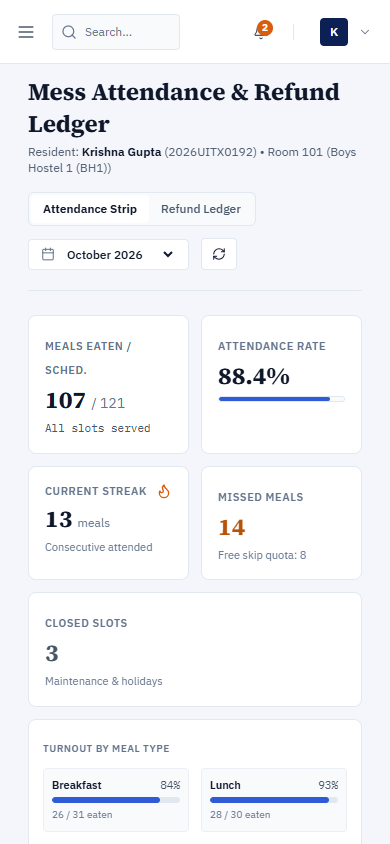 Search...
2
K
Mess Attendance & Refund
Ledger
Resident: Krishna Gupta (2026UITX0192) • Room 101 (Boys
Hostel 1 (BH1))
Attendance Strip
Refund Ledger
October 2026
MEALS EATEN /
SCHED.
107 / 121
All slots served
ATTENDANCE RATE
88.4%
CURRENT STREAK
13 meals
Consecutive attended
MISSED MEALS
14
Free skip quota: 8
CLOSED SLOTS
3
Maintenance & holidays
TURNOUT BY MEAL TYPE
Breakfast 84%
26 / 31 eaten
Lunch 93%
28 / 30 eaten